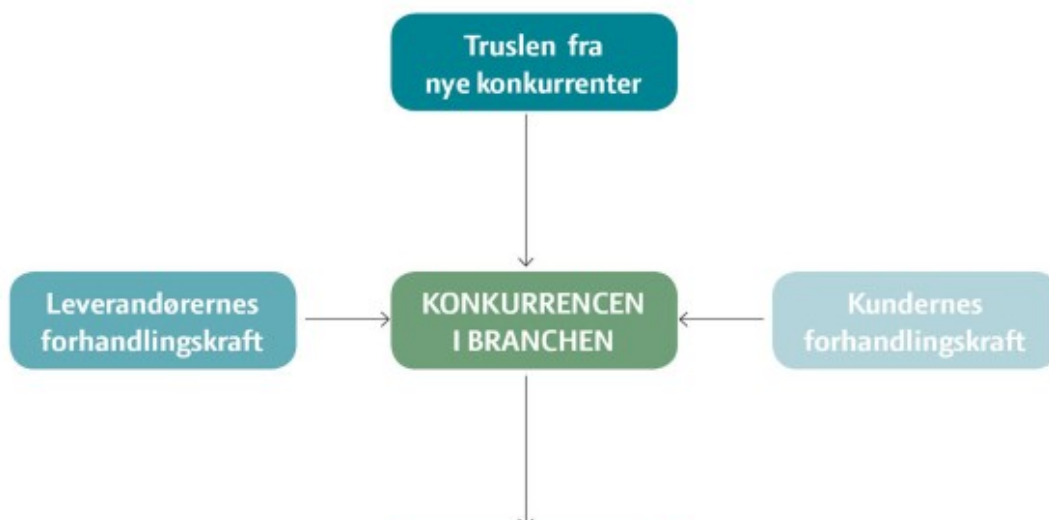 Truslen fra
nye konkurrenter
Leverandørernes
forhandlingskraft
KONKURRENCEN
I BRANCHEN
Kundernes
forhandlingskraft